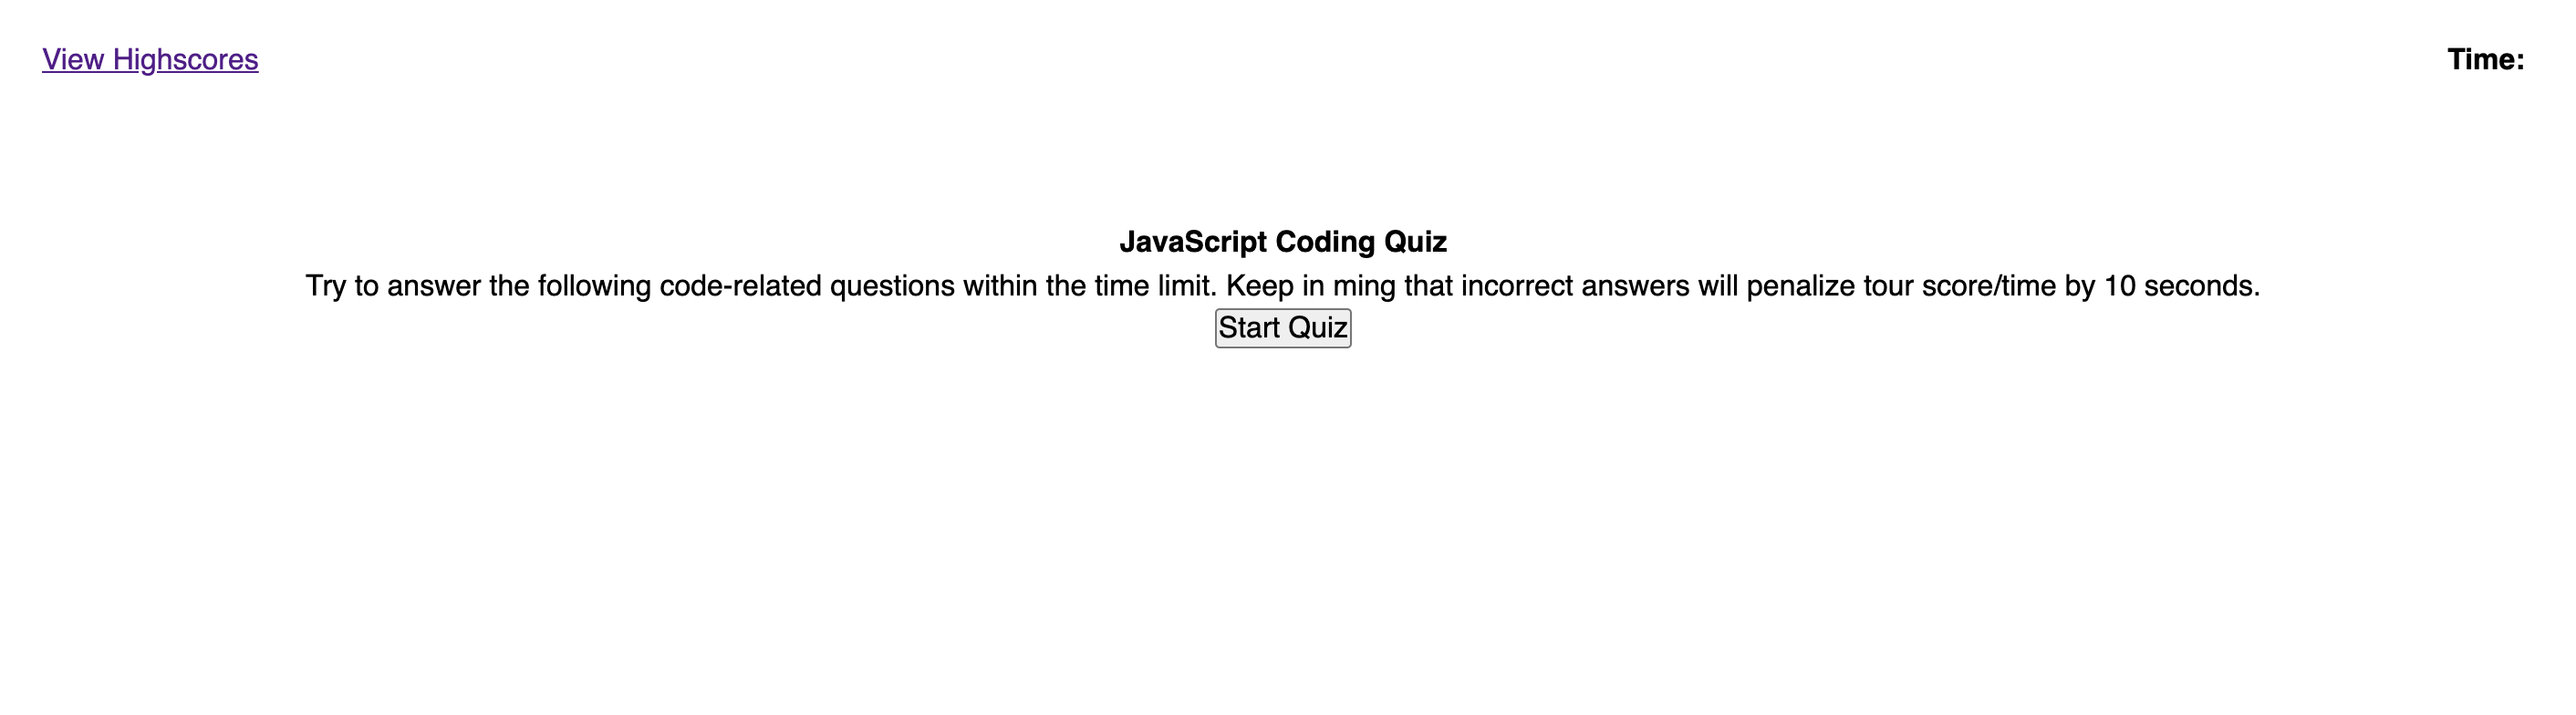 View Highscores
Time:
JavaScript Coding Quiz
Try to answer the following code-related questions within the time limit. Keep in ming that incorrect answers will penalize tour score/time by 10 seconds.
Start Quiz